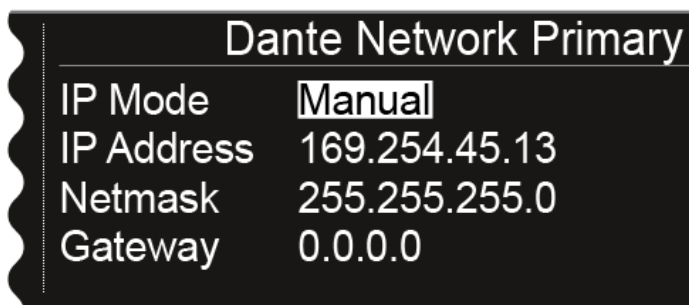 Dante Network Primary
IP Mode Manual
IP Address 169.254.45.13
Netmask 255.255.255.0
Gateway 0.0.0.0